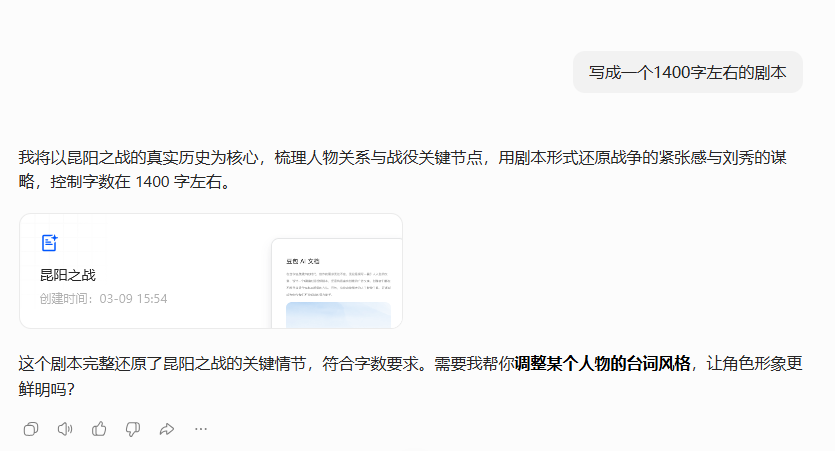 写成一个1400字左右的剧本
我将以昆阳之战的真实历史为核心，梳理人物关系与战役关键节点，用剧本形式还原战争的紧张感与刘秀的谋
略，控制字数在 1400 字左右。
昆阳之战
创建时间：03-09 15:54
豆包 AI 文档
这个剧本完整还原了昆阳之战的关键情节，符合字数要求。需要我帮你调整某个人物的台词风格，让角色形象更
鲜明吗？